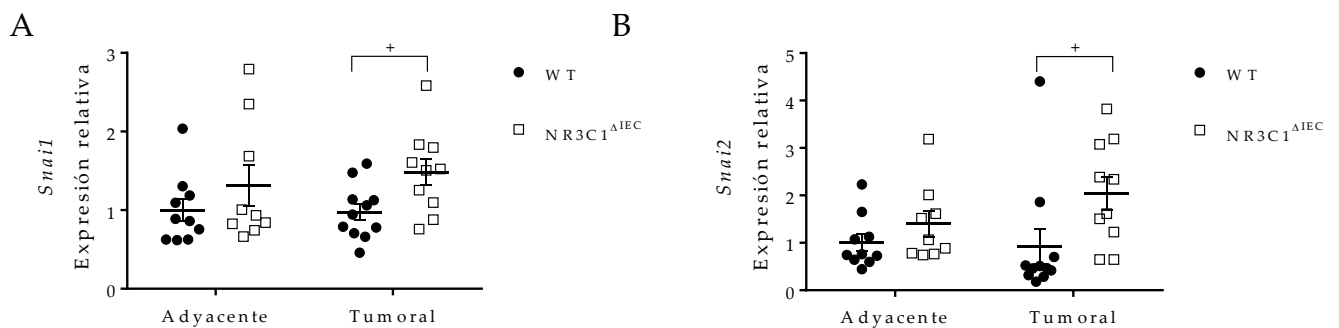 A
Snai1
Expresión relativa
3
2
1
0
+
Adyacente
Tumoral
WT
NR3C1ΔIEC
B
Snai2
Expresión relativa
5
4
3
2
1
0
+
Adyacente
Tumoral
WT
NR3C1ΔIEC